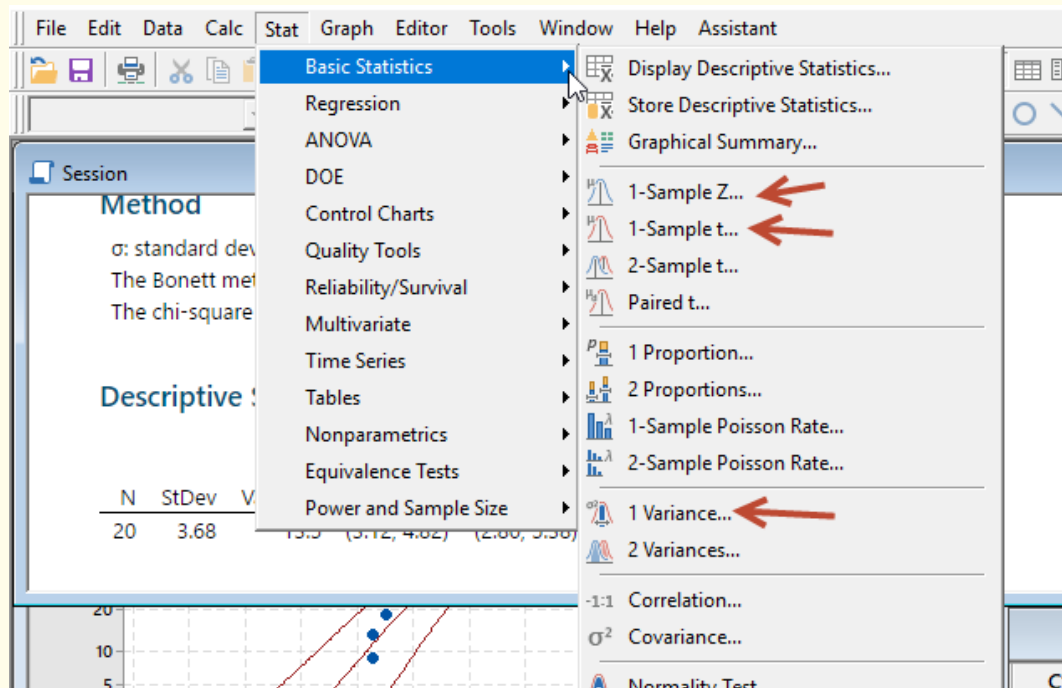 File Edit Data Calc Stat Graph Editor Tools Window Help Assistant
Basic Statistics
Regression
ANOVA
DOE
Control Charts
Quality Tools
Reliability/Survival
Multivariate
Time Series
Tables
Nonparametrics
Equivalence Tests
Power and Sample Size
Display Descriptive Statistics...
Store Descriptive Statistics...
Graphical Summary...
1-Sample Z...
1-Sample t...
2-Sample t...
Paired t...
1 Proportion...
2 Proportions...
1-Sample Poisson Rate...
2-Sample Poisson Rate...
1 Variance...
2 Variances...
-1:1 Correlation...
σ² Covariance...
Normality Test
Session
Method
σ: standard dev
The Bonett met
The chi-square
Descriptive
N StDev
20 3.68
20
10
5